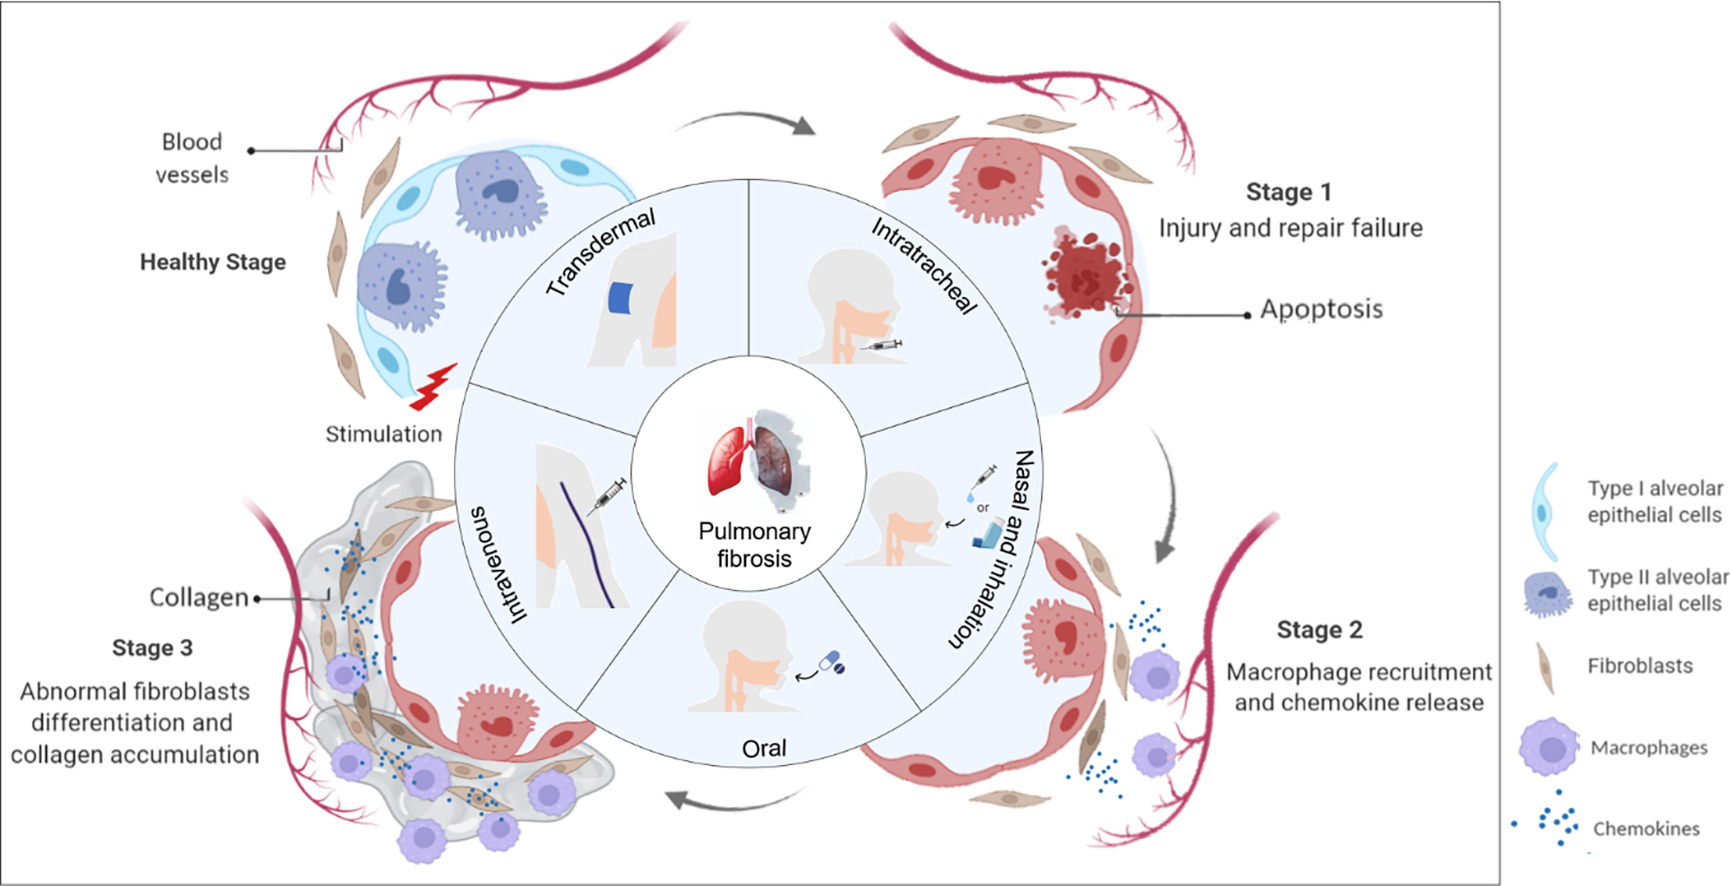 Blood
vessels
Healthy Stage
Stimulation
Transdermal
Intratracheal
Stage 1
Injury and repair failure
Apoptosis
Nasal and inhalation
or
Pulmonary
fibrosis
Intravenous
Oral
Collagen
Stage 3
Abnormal fibroblasts
differentiation and
collagen accumulation
Stage 2
Macrophage recruitment
and chemokine release
Type I alveolar
epithelial cells
Type II alveolar
epithelial cells
Fibroblasts
Macrophages
Chemokines